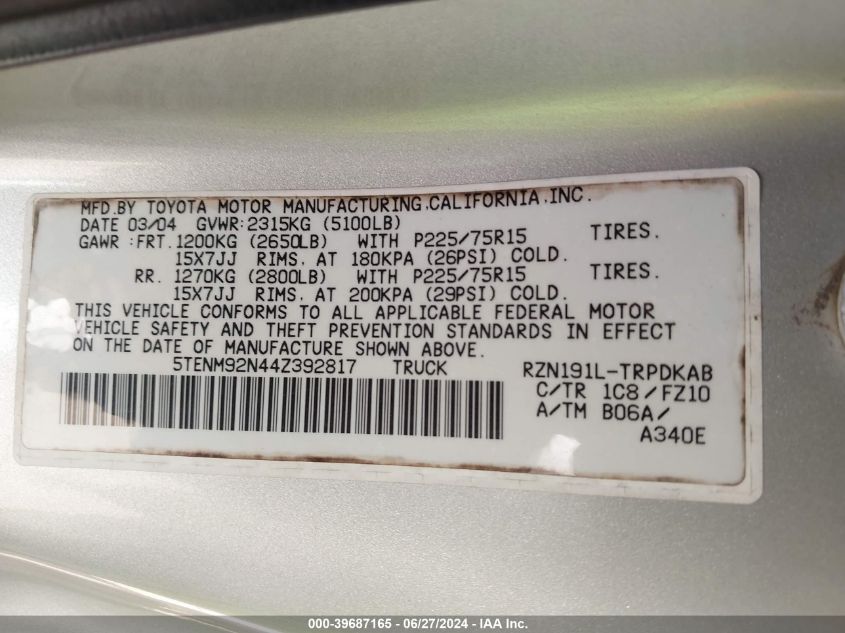 MFD.BY TOYOTA MOTOR MANUFACTURING,CALIFORNIA,INC.
DATE 03/04 GVWR:2315KG (5100LB)
GAWR :FRT.1200KG (2650LB) WITH P225/75R15 TIRES.
15X7JJ RIMS, AT 180KPA (26PSI) COLD.
RR. 1270KG (2800LB) WITH P225/75R15 TIRES.
15X7JJ RIMS, AT 200KPA (29PSI) COLD.
THIS VEHICLE CONFORMS TO ALL APPLICABLE FEDERAL MOTOR
VEHICLE SAFETY AND THEFT PREVENTION STANDARDS IN EFFECT
ON THE DATE OF MANUFACTURE SHOWN ABOVE.
5TENM92N44Z392817 TRUCK RZN191L-TRPDKAB
C/TR 1C8/FZ10
A/TM B06A/
A340E
000-39687165 / 06/27/2024 - IAA Inc.